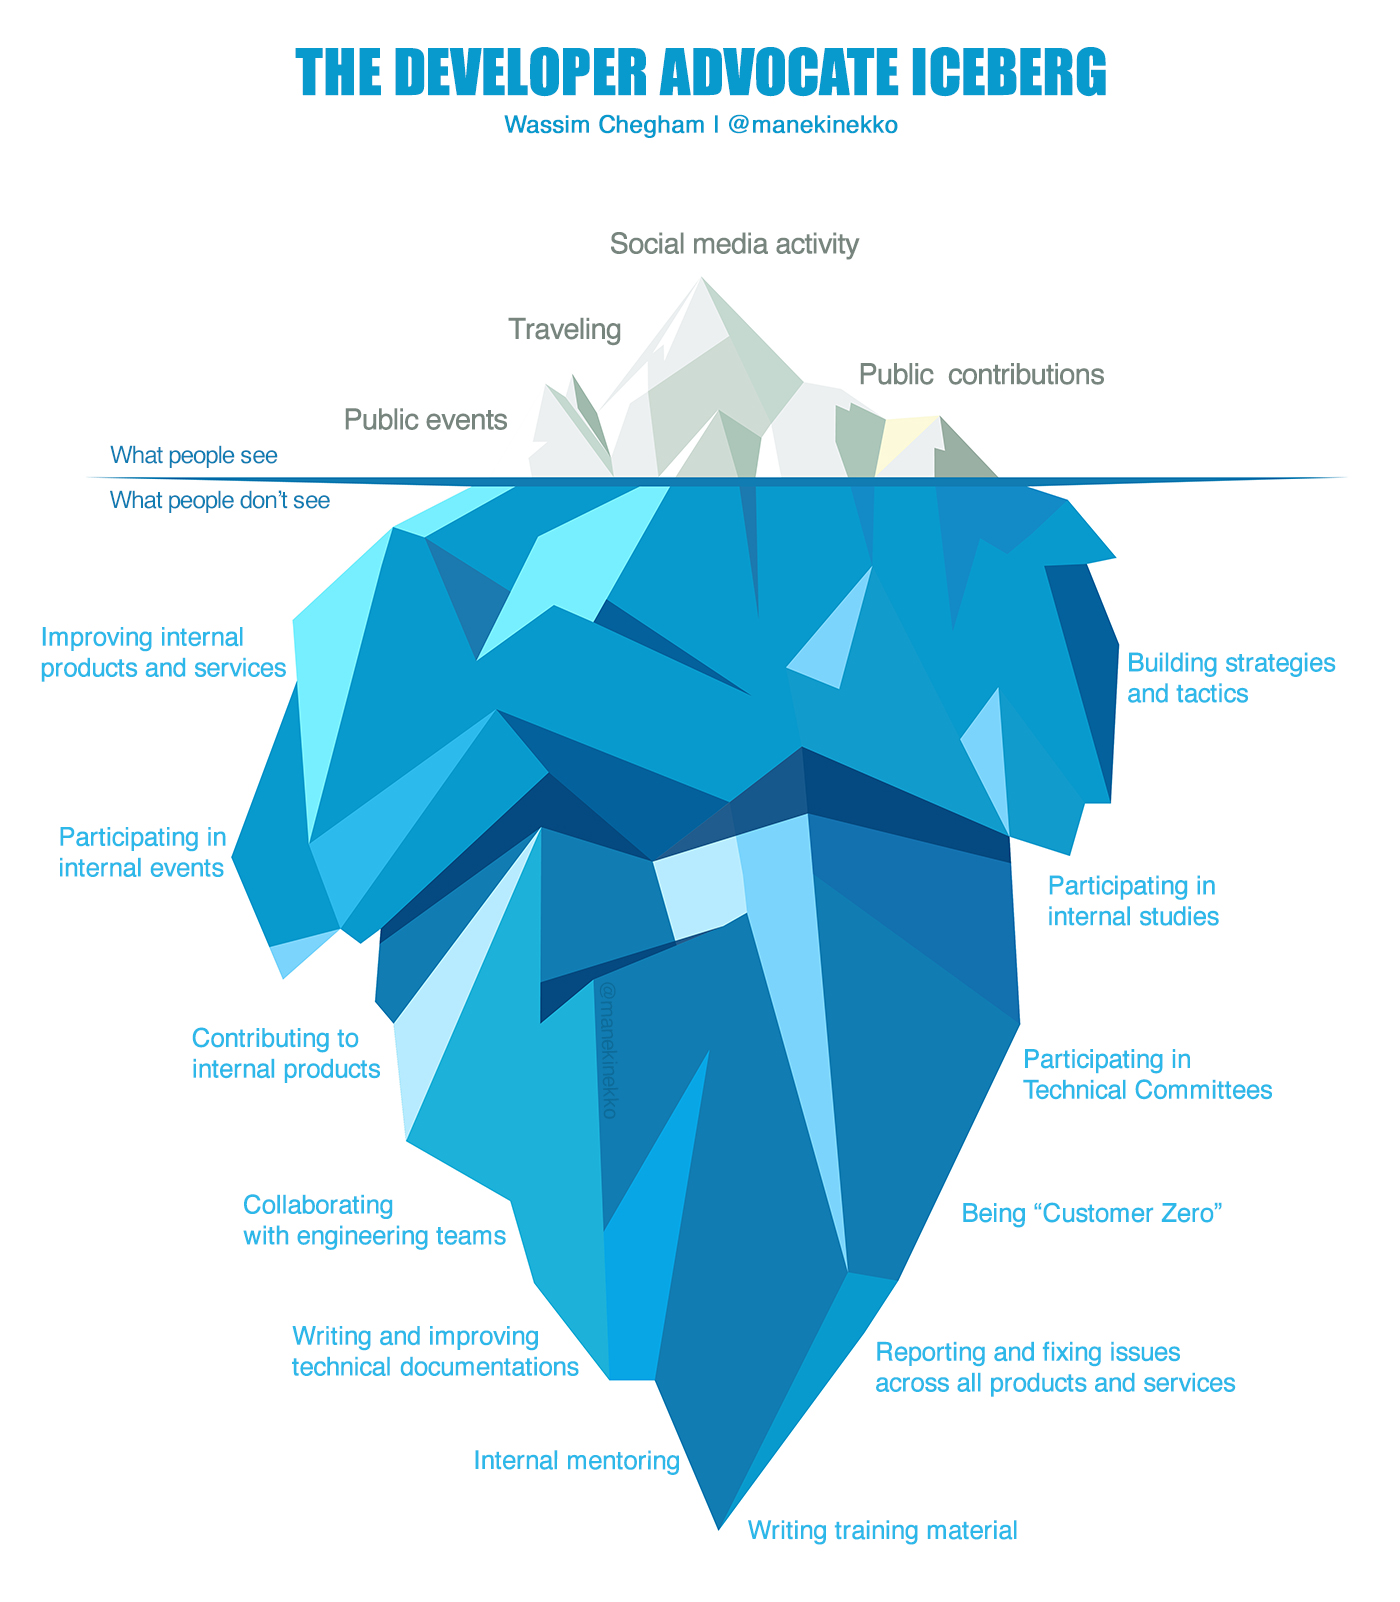 THE DEVELOPER ADVOCATE ICEBERG
Wassim Chegham | @manekinekko
Social media activity
Traveling
Public contributions
Public events
What people see
What people don't see
Improving internal
products and services
Building strategies
and tactics
Participating in
internal events
Participating in
internal studies
@manekinekko
Contributing to
internal products
Participating in
Technical Committees
Collaborating
with engineering teams
Being “Customer Zero”
Writing and improving
technical documentations
Reporting and fixing issues
across all products and services
Internal mentoring
Writing training material